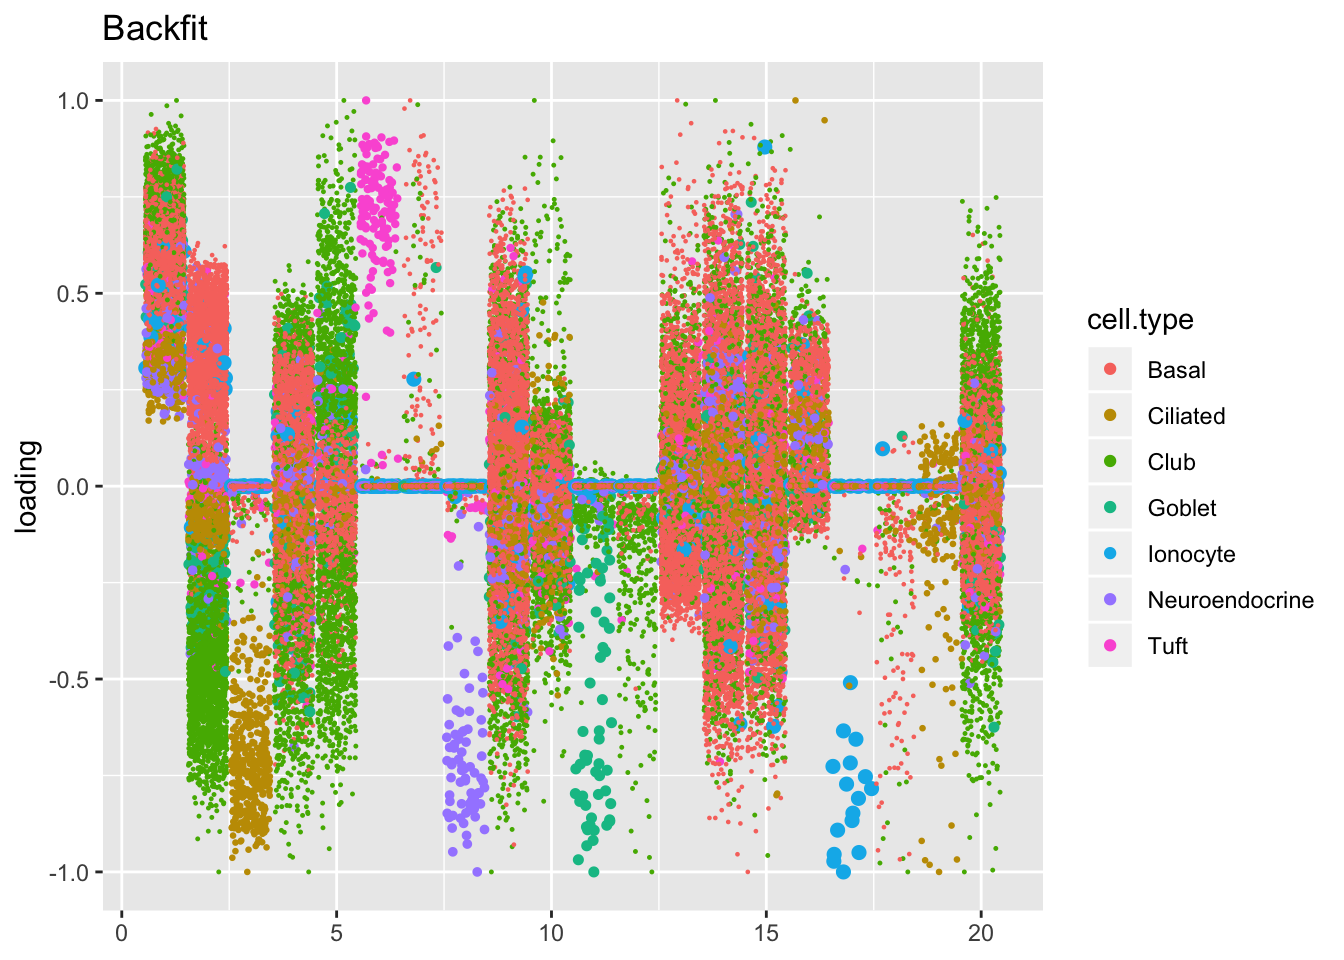 Backfit
loading
1.0
0.5
0.0
-0.5
-1.0
0 5 10 15 20
cell.type
Basal
Ciliated
Club
Goblet
Ionocyte
Neuroendocrine
Tuft